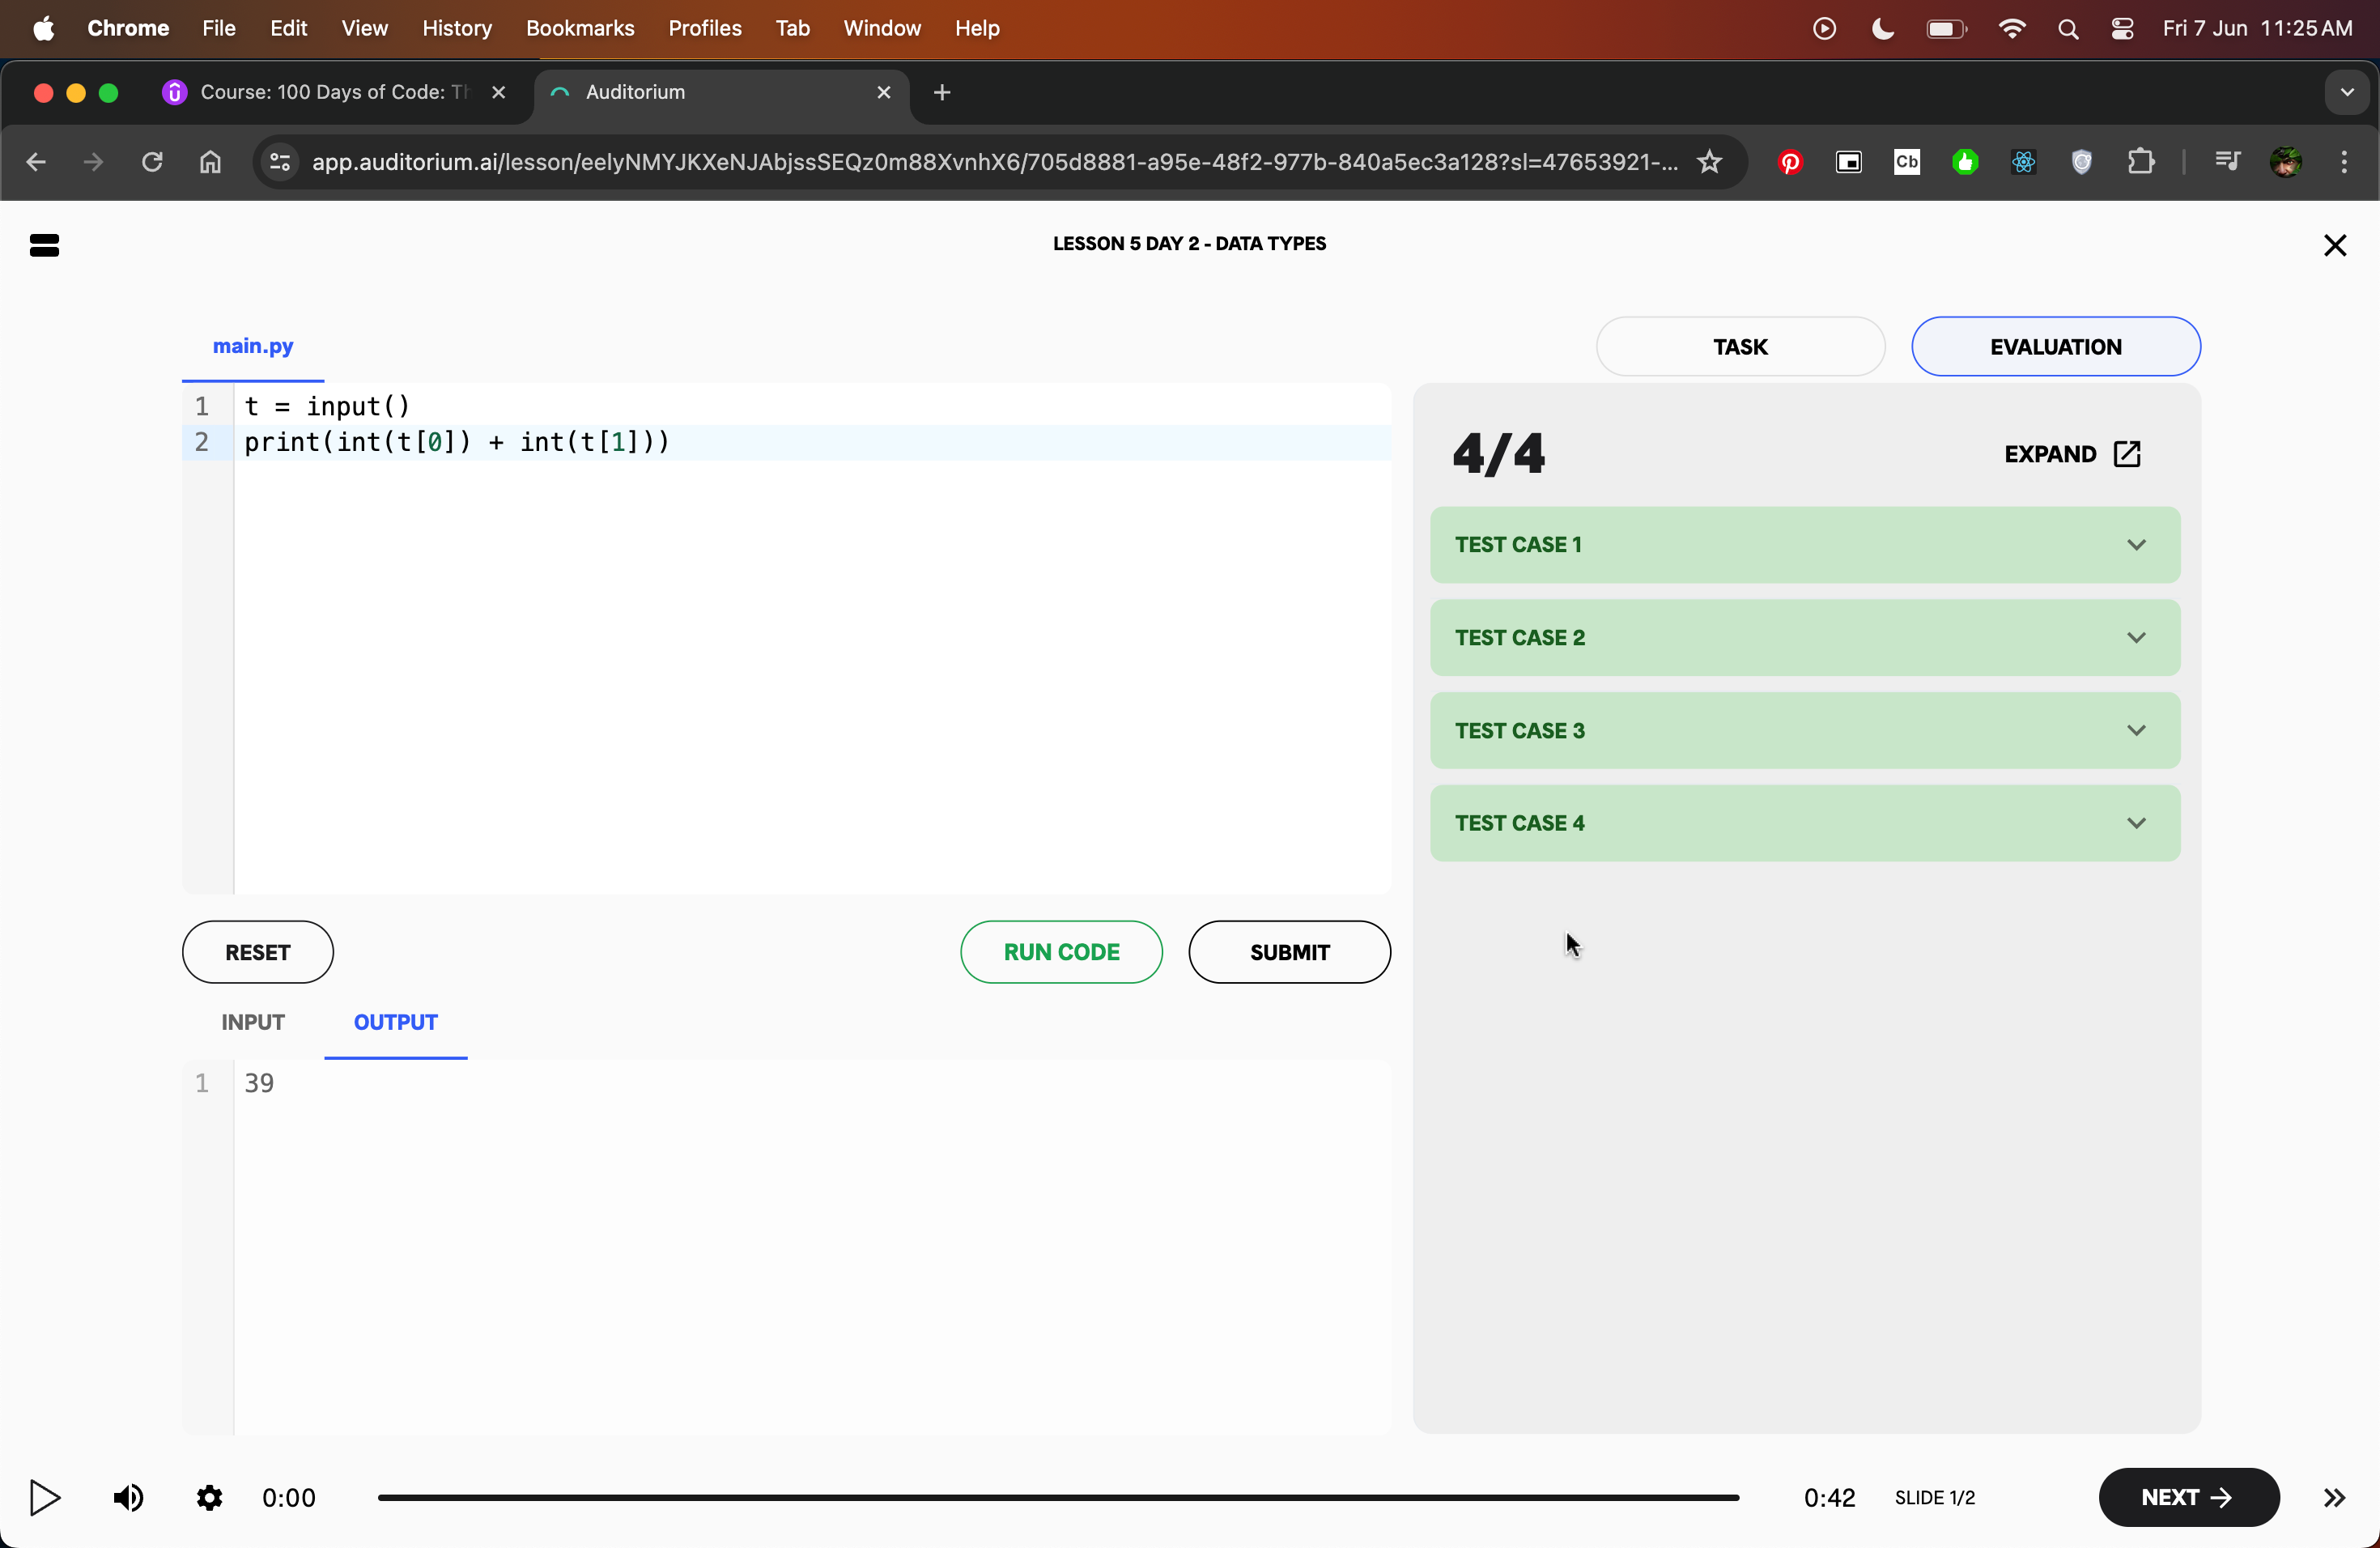 Chrome File Edit View History Bookmarks Profiles Tab Window Help Fri 7 Jun 11:25 AM
Course: 100 Days of Code: Th Auditorium
app.auditorium.ai/lesson/eelyNMYJKXeNJAbjssSEQz0m88XvnhX6/705d8881-a95e-48f2-977b-840a5ec3a128?sl=47653921-... Cb
LESSON 5 DAY 2 - DATA TYPES
main.py
TASK EVALUATION
1 t = input()
2 print(int(t[0]) + int(t[1]))
4/4 EXPAND
TEST CASE 1
TEST CASE 2
TEST CASE 3
TEST CASE 4
RESET RUN CODE SUBMIT
INPUT OUTPUT
1 39
0:00 0:42 SLIDE 1/2 NEXT